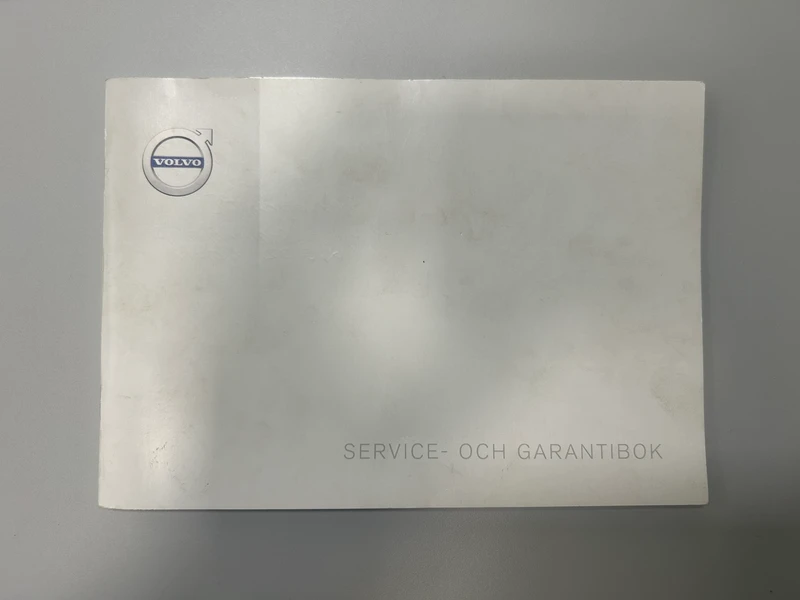 VOLVO
SERVICE- OCH GARANTIBOK